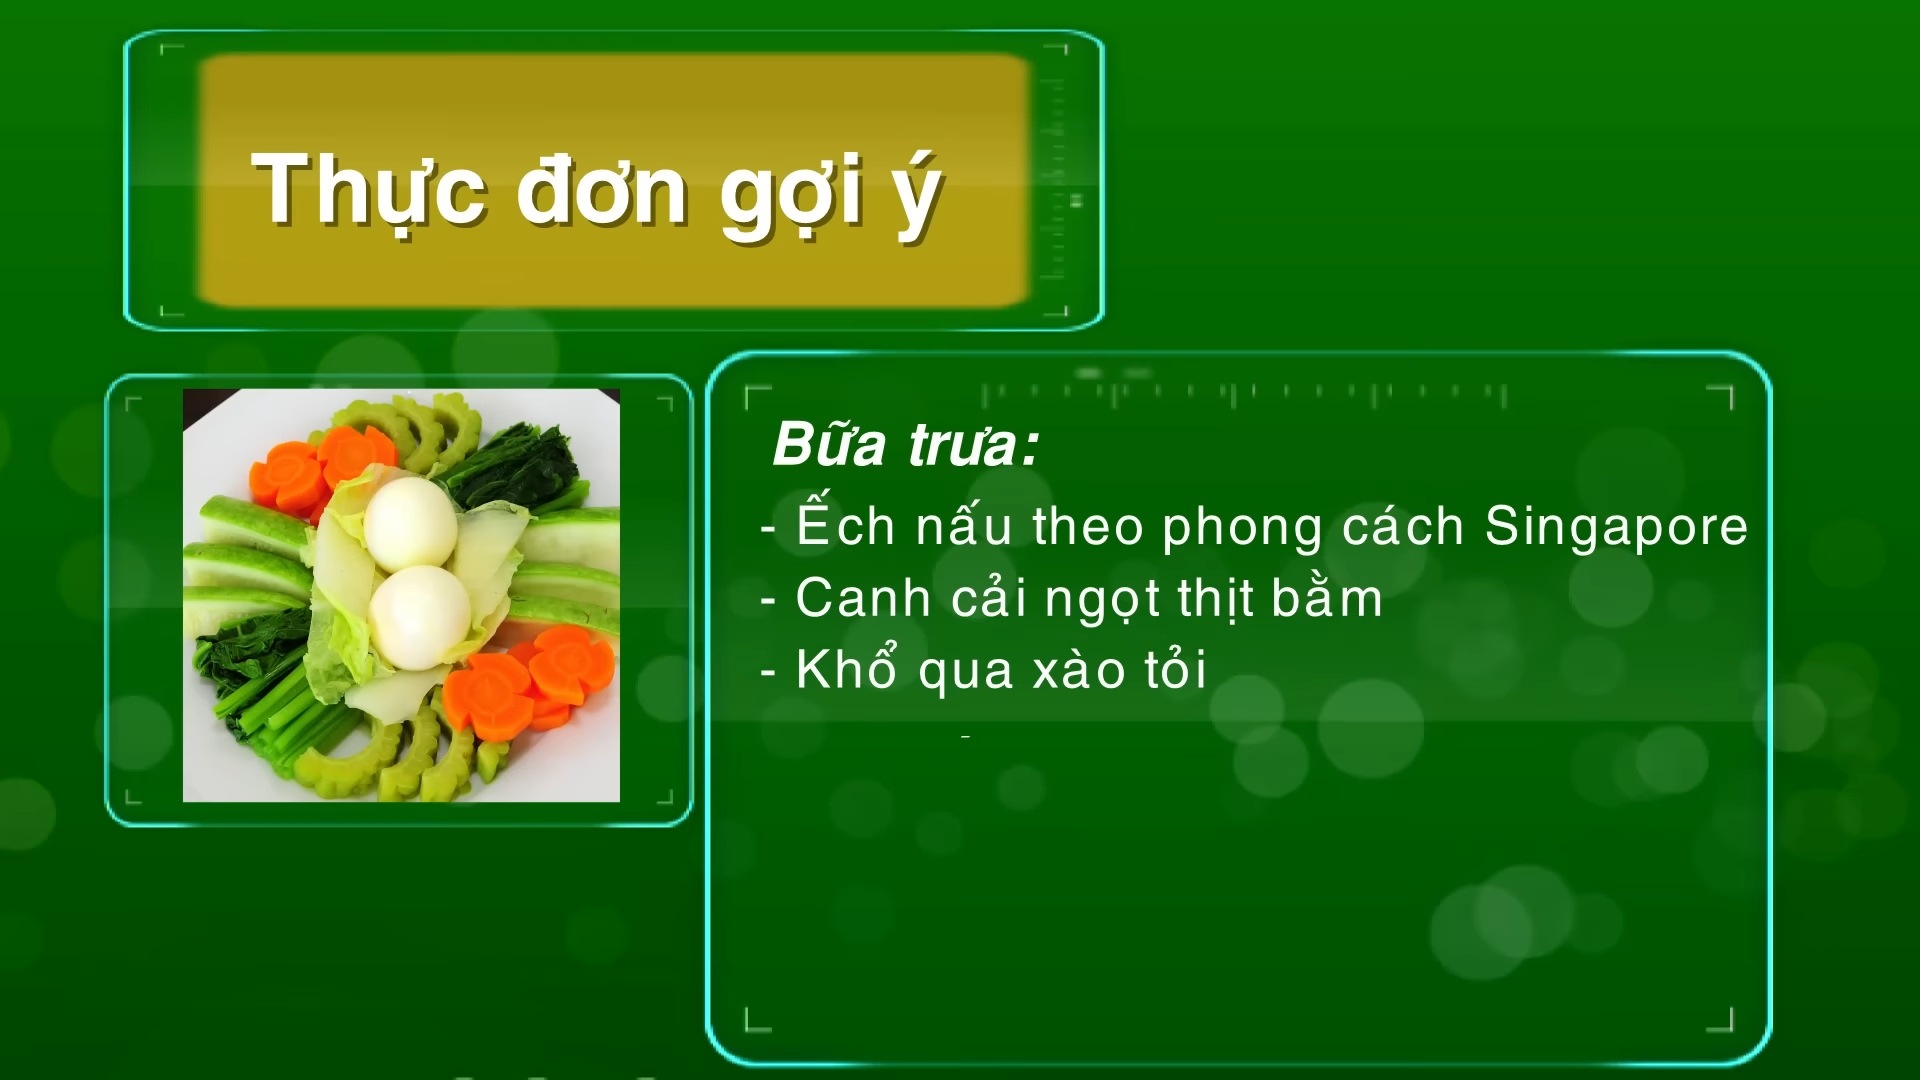 Thực đơn gợi ý
Bữa trưa:
- Ếch nấu theo phong cách Singapore
- Canh cải ngọt thịt bằm
- Khổ qua xào tỏi
-